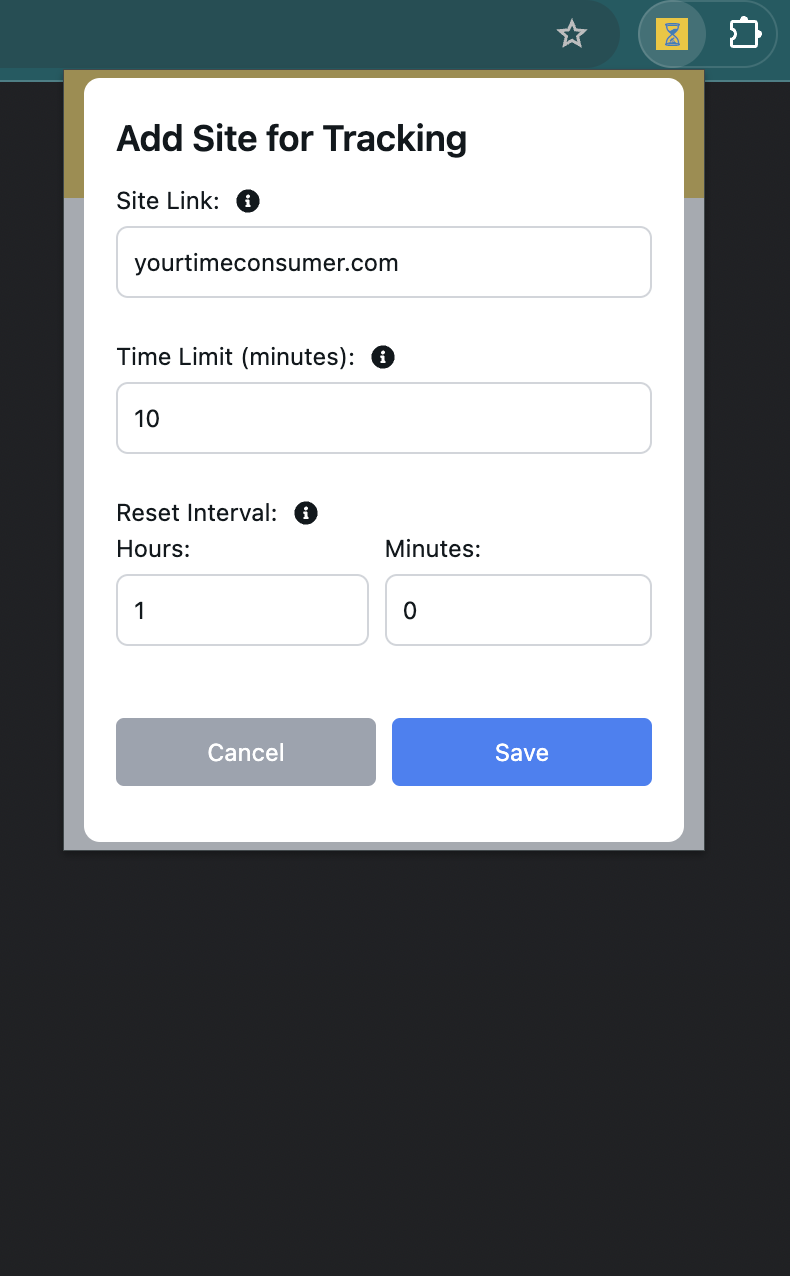 Add Site for Tracking
Site Link:
yourtimeconsumer.com
Time Limit (minutes):
10
Reset Interval:
Hours: Minutes:
1 0
Cancel Save